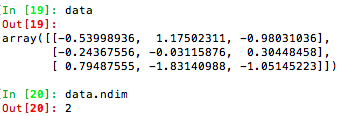 In [19]: data
Out[19]:
array([[-0.53998936, 1.17502311, -0.98031036],
[-0.24367556, -0.03115876, 0.30448458],
[ 0.79487555, -1.83140988, -1.05145223]])
In [20]: data.ndim
Out[20]: 2